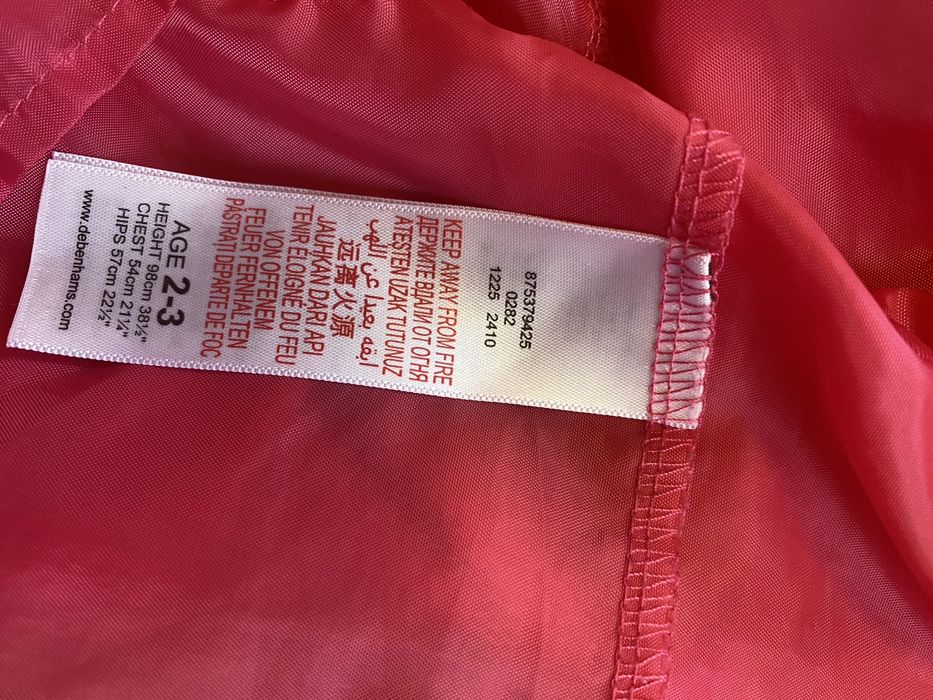 875379425
0282
1225 2410
KEEP AWAY FROM FIRE
ДЕРЖИТЕ ВДАЛИ ОТ ОГНЯ
ATESTEN UZAK TUTUNUZ
ابقه بعيدا عن اللهب
远离火源
JAUHKAN DARI API
TENIR ELOIGNÉ DU FEU
VON OFFENEM
FEUER FERNHALTEN
PASTRAȚI DEPARTE DE FOC
AGE 2-3
HEIGHT 98cm 38½"
CHEST 54cm 21¼"
HIPS 57cm 22½"
www.debenhams.com